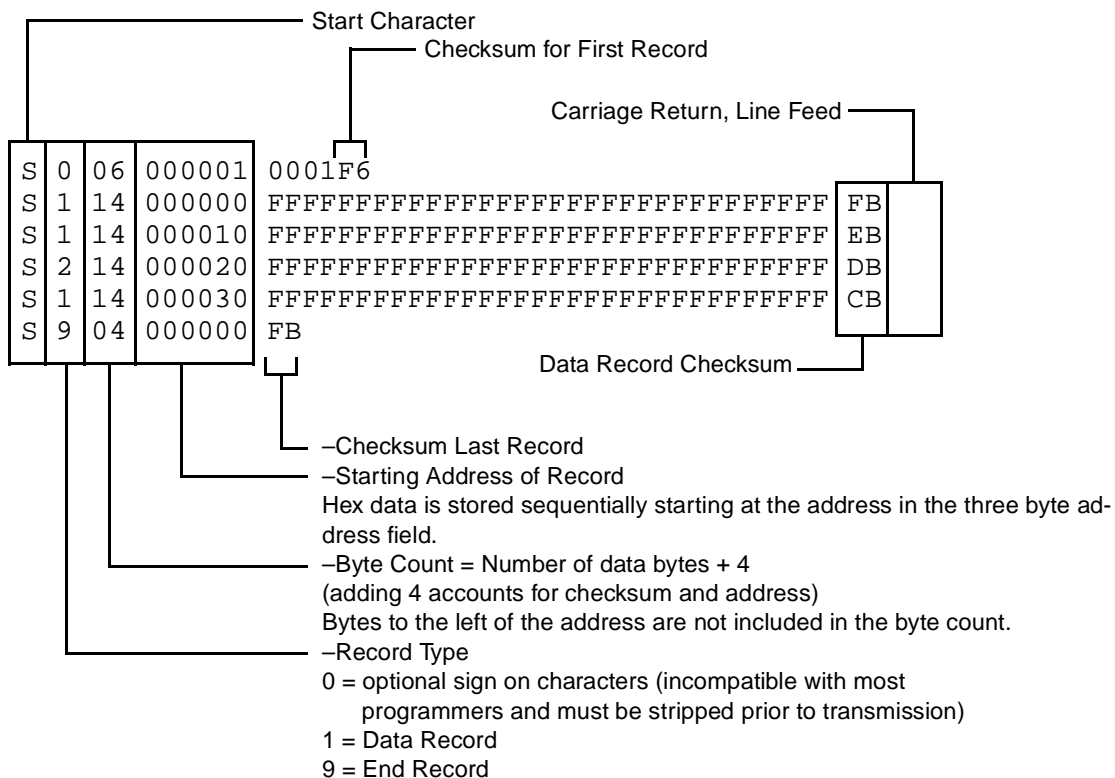 Start Character
Checksum for First Record
Carriage Return, Line Feed
S 0 06 000001 0001F6
S 1 14 000000 FFFFFFFFFFFFFFFFFFFFFFFFFFFFFFFF FB
S 1 14 000010 FFFFFFFFFFFFFFFFFFFFFFFFFFFFFFFF EB
S 2 14 000020 FFFFFFFFFFFFFFFFFFFFFFFFFFFFFFFF DB
S 1 14 000030 FFFFFFFFFFFFFFFFFFFFFFFFFFFFFFFF CB
S 9 04 000000 FB
Data Record Checksum
–Checksum Last Record
–Starting Address of Record
Hex data is stored sequentially starting at the address in the three byte ad-
dress field.
–Byte Count = Number of data bytes + 4
(adding 4 accounts for checksum and address)
Bytes to the left of the address are not included in the byte count.
–Record Type
0 = optional sign on characters (incompatible with most
programmers and must be stripped prior to transmission)
1 = Data Record
9 = End Record